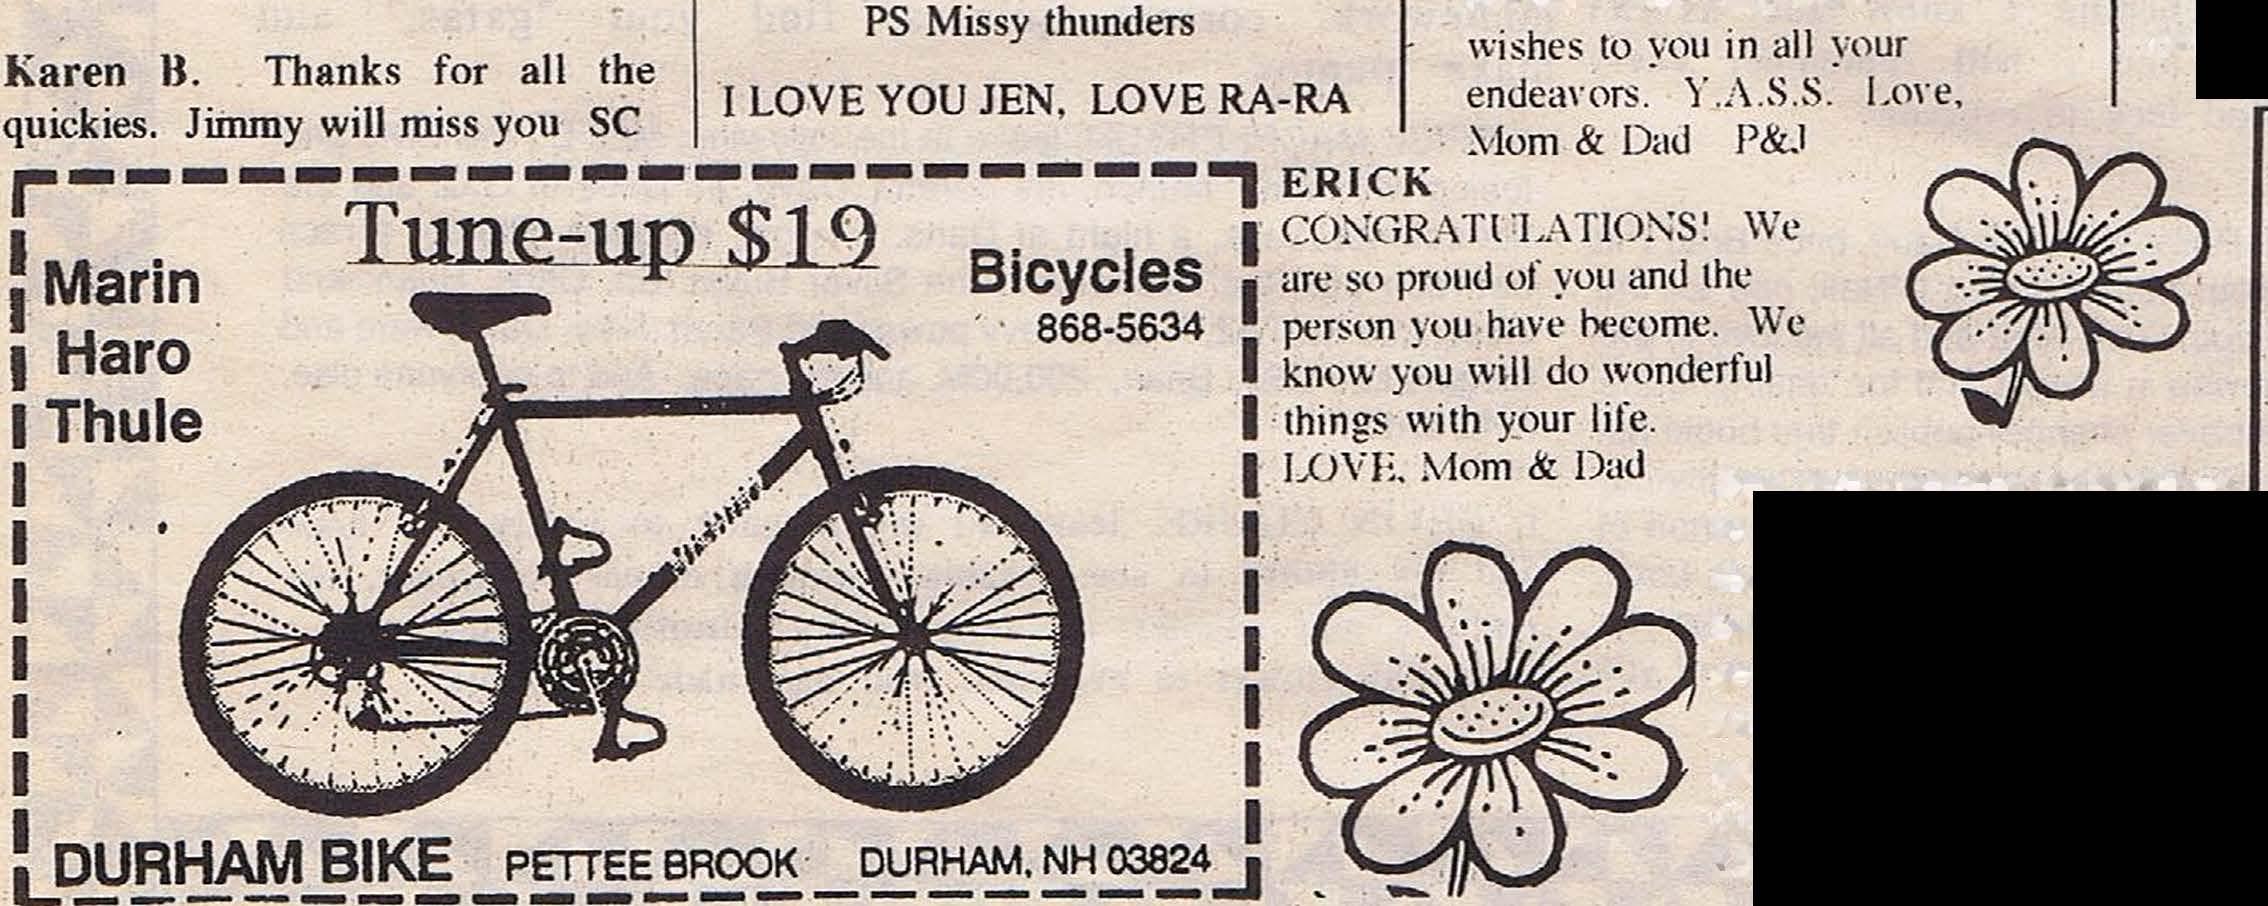 Karen B. Thanks for all the
quickies. Jimmy will miss you SC
PS Missy thunders
I LOVE YOU JEN, LOVE RA-RA
wishes to you in all your
endeavors. Y.A.S.S. Love,
Mom & Dad P&J
Tune-up $19
Marin
Haro
Thule
Bicycles
868-5634
DURHAM BIKE PETTEE BROOK DURHAM, NH 03824
ERICK
CONGRATULATIONS! We
are so proud of you and the
person you have become. We
know you will do wonderful
things with your life.
LOVE, Mom & Dad